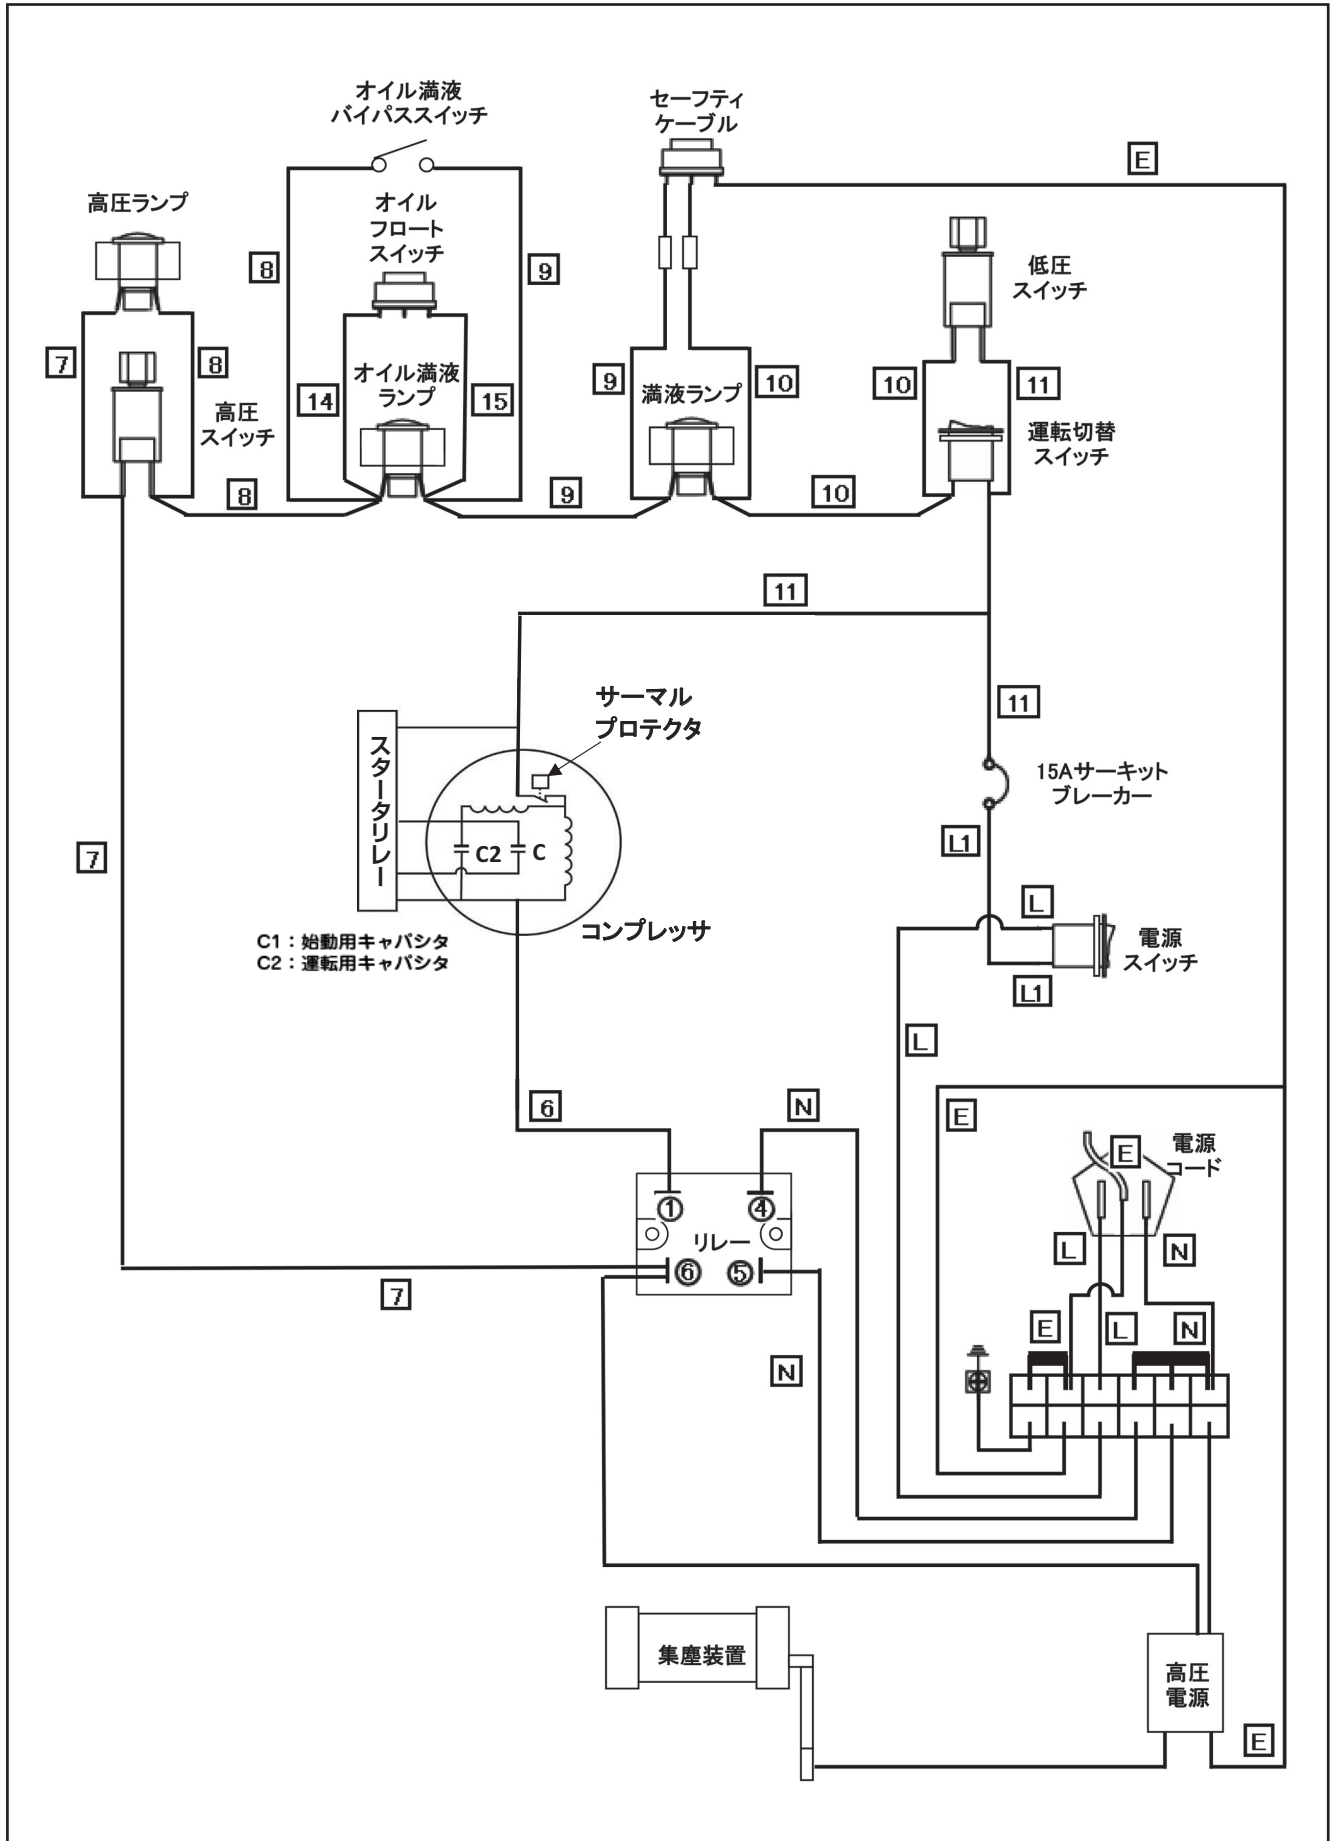 オイル満液
バイパススイッチ
セーフティ
ケーブル
E
高圧ランプ
オイル
フロート
スイッチ
8
9
低圧
スイッチ
7
8
高圧
スイッチ
オイル満液
ランプ
14
15
9
満液ランプ
10
10
11
運転切替
スイッチ
8
9
10
11
サーマル
プロテクタ
11
スタータリレー
15Aサーキット
ブレーカー
7
C2
C
L1
コンプレッサ
C1：始動用キャパシタ
C2：運転用キャパシタ
L
電源
スイッチ
L1
L
6
N
E
電源
コード
E
①
④
リレー
⑥
⑤
L
N
7
E
L
N
N
集塵装置
高圧
電源
E